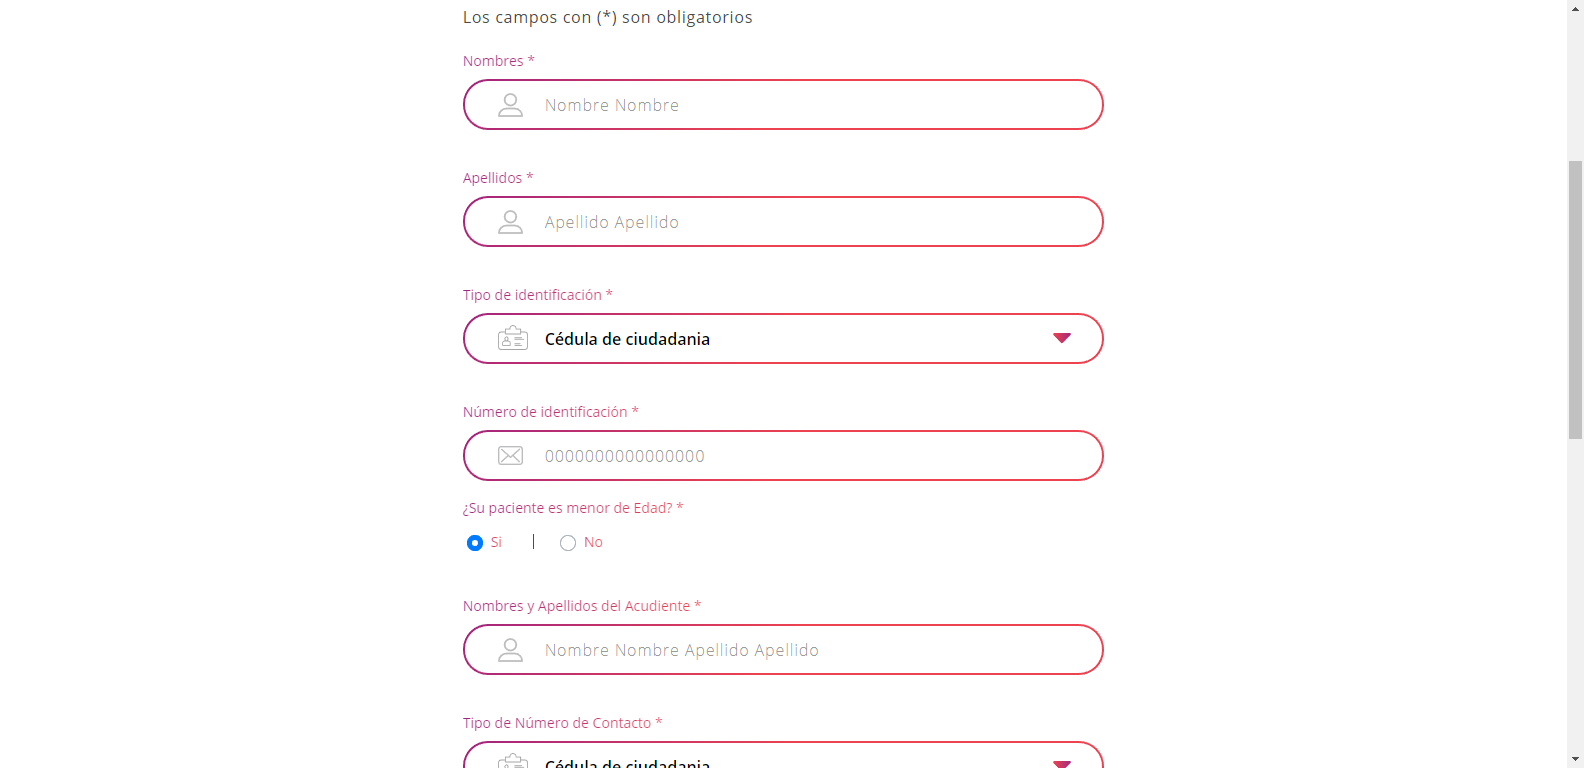 Los campos con (*) son obligatorios
Nombres *
Nombre Nombre
Apellidos *
Apellido Apellido
Tipo de identificación *
Cédula de ciudadania
Número de identificación *
0000000000000000
¿Su paciente es menor de Edad? *
Si | No
Nombres y Apellidos del Acudiente *
Nombre Nombre Apellido Apellido
Tipo de Número de Contacto *
Cédula de ciudadania